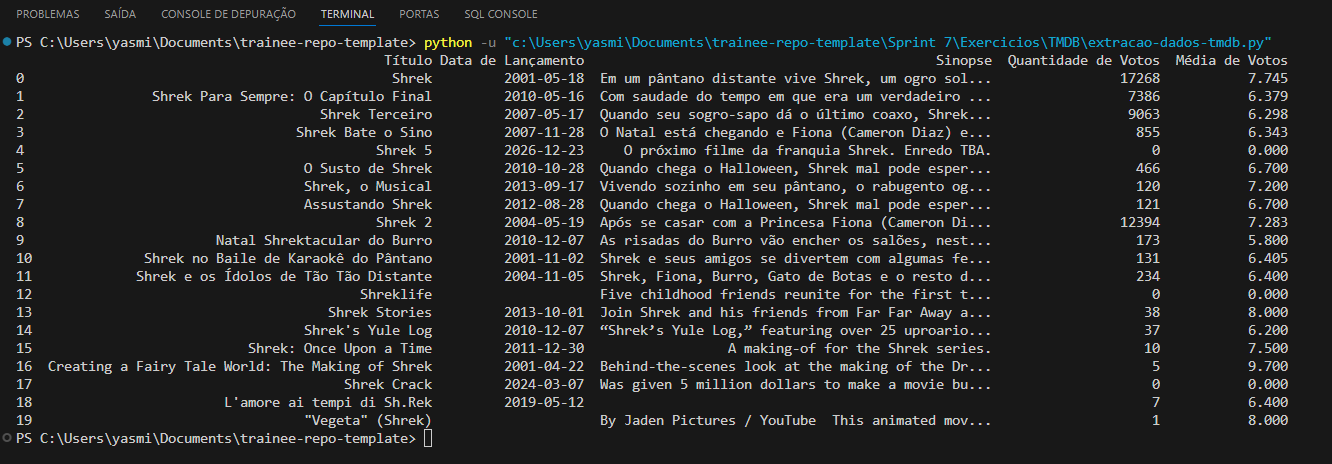 PROBLEMAS SAÍDA CONSOLE DE DEPURAÇÃO TERMINAL PORTAS SQL CONSOLE
PS C:\Users\yasmi\Documents\trainee-repo-template> python -u "c:\Users\yasmi\Documents\trainee-repo-template\Sprint 7\Exercicios\TMDB\extracao-dados-tmdb.py"
Título Data de Lançamento Sinopse Quantidade de Votos Média de Votos
0 Shrek 2001-05-18 Em um pântano distante vive Shrek, um ogro sol... 17268 7.745
1 Shrek Para Sempre: O Capítulo Final 2010-05-16 Com saudade do tempo em que era um verdadeiro ... 7386 6.379
2 Shrek Terceiro 2007-05-17 Quando seu sogro-sapo dá o último coaxo, Shrek... 9063 6.298
3 Shrek Bate o Sino 2007-11-28 O Natal está chegando e Fiona (Cameron Diaz) e... 855 6.343
4 Shrek 5 2026-12-23 O próximo filme da franquia Shrek. Enredo TBA. 0 0.000
5 O Susto de Shrek 2010-10-28 Quando chega o Halloween, Shrek mal pode esper... 466 6.700
6 Shrek, o Musical 2013-09-17 Vivendo sozinho em seu pântano, o rabugento og... 120 7.200
7 Assustando Shrek 2012-08-28 Quando chega o Halloween, Shrek mal pode esper... 121 6.700
8 Shrek 2 2004-05-19 Após se casar com a Princesa Fiona (Cameron Di... 12394 7.283
9 Natal Shrektacular do Burro 2010-12-07 As risadas do Burro vão encher os salões, nest... 173 5.800
10 Shrek no Baile de Karaokê do Pântano 2001-11-02 Shrek e seus amigos se divertem com algumas fe... 131 6.405
11 Shrek e os Ídolos de Tão Tão Distante 2004-11-05 Shrek, Fiona, Burro, Gato de Botas e o resto d... 234 6.400
12 Shreklife Five childhood friends reunite for the first t... 0 0.000
13 Shrek Stories 2013-10-01 Join Shrek and his friends from Far Far Away a... 38 8.000
14 Shrek's Yule Log 2010-12-07 “Shrek’s Yule Log,” featuring over 25 uproario... 37 6.200
15 Shrek: Once Upon a Time 2011-12-30 A making-of for the Shrek series. 10 7.500
16 Creating a Fairy Tale World: The Making of Shrek 2001-04-22 Behind-the-scenes look at the making of the Dr... 5 9.700
17 Shrek Crack 2024-03-07 Was given 5 million dollars to make a movie bu... 0 0.000
18 L'amore ai tempi di Sh.Rek 2019-05-12 7 6.400
19 "Vegeta" (Shrek) By Jaden Pictures / YouTube This animated mov... 1 8.000
PS C:\Users\yasmi\Documents\trainee-repo-template>